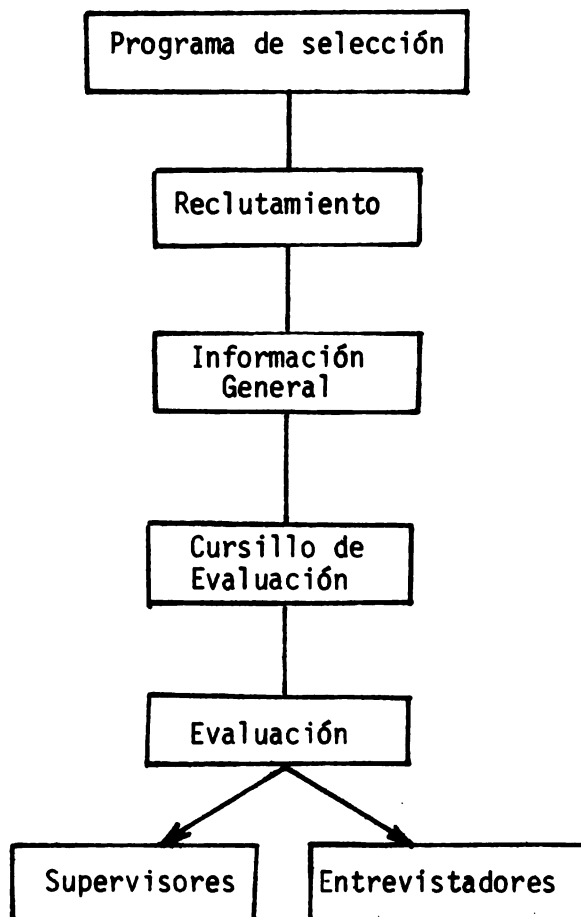 Programa de selección
Reclutamiento
Información
General
Cursillo de
Evaluación
Evaluación
Supervisores
Entrevistadores